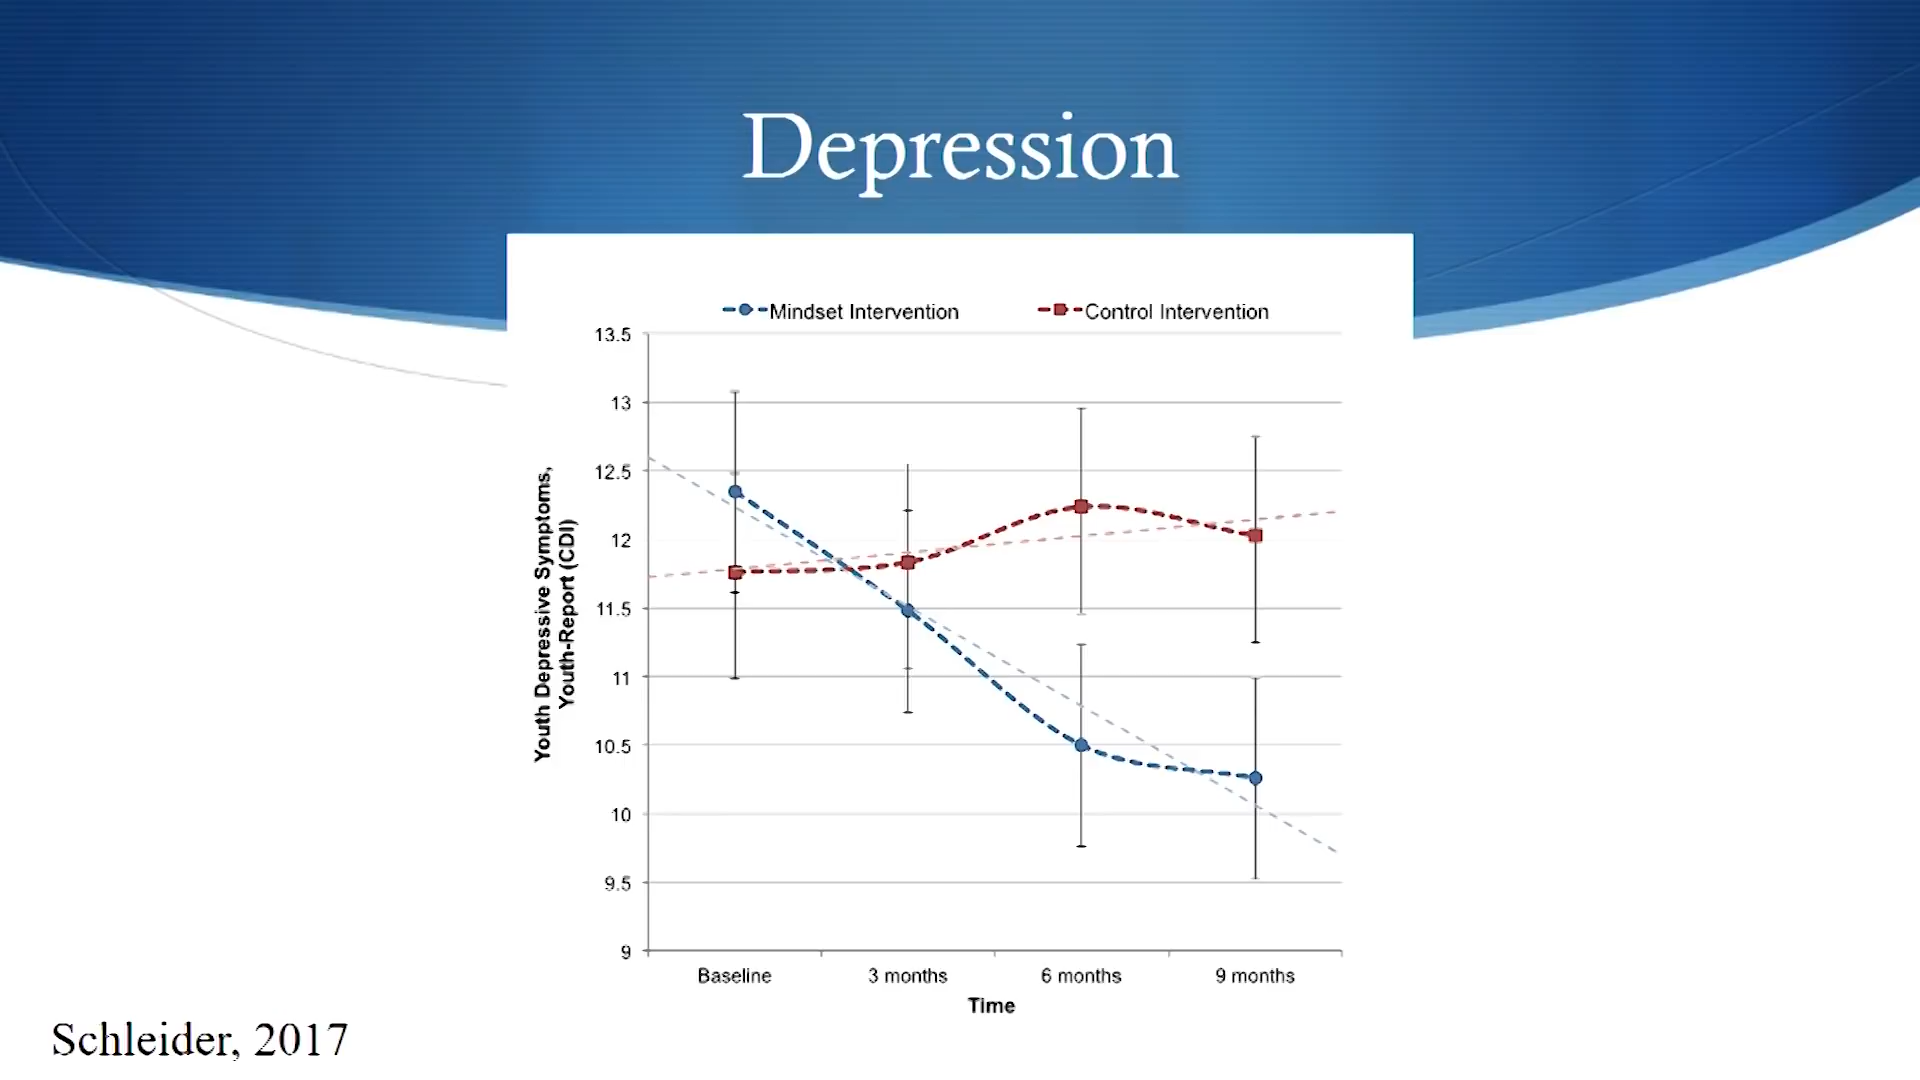 Depression
Mindset Intervention
Control Intervention
13.5
13
12.5
12
11.5
11
10.5
10
9.5
9
Youth Depressive Symptoms,
Youth-Report (CDI)
Baseline
3 months
6 months
9 months
Time
Schleider, 2017